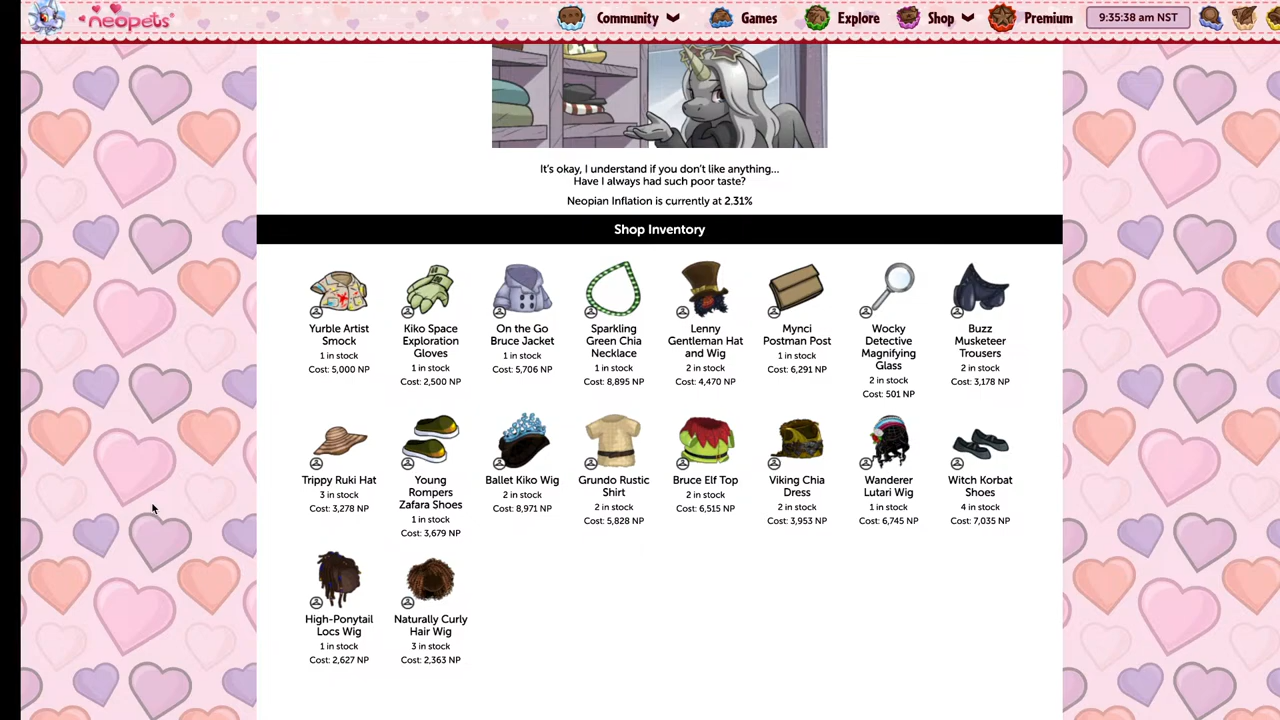 neopets
Community
Games
Explore
Shop
Premium
9:35:38 am NST
It's okay, I understand if you don't like anything...
Have I always had such poor taste?
Neopian Inflation is currently at 2.31%
Shop Inventory
Yurble Artist
Smock
1 in stock
Cost: 5,000 NP
Kiko Space
Exploration
Gloves
1 in stock
Cost: 2,500 NP
On the Go
Bruce Jacket
1 in stock
Cost: 5,706 NP
Sparkling
Green Chia
Necklace
1 in stock
Cost: 8,895 NP
Lenny
Gentleman Hat
and Wig
2 in stock
Cost: 4,470 NP
Mynci
Postman Post
1 in stock
Cost: 6,291 NP
Wocky
Detective
Magnifying
Glass
2 in stock
Cost: 501 NP
Buzz
Musketeer
Trousers
2 in stock
Cost: 3,178 NP
Trippy Ruki Hat
3 in stock
Cost: 3,278 NP
Young
Rompers
Zafara Shoes
1 in stock
Cost: 3,679 NP
Ballet Kiko Wig
2 in stock
Cost: 8,971 NP
Grundo Rustic
Shirt
2 in stock
Cost: 5,828 NP
Bruce Elf Top
2 in stock
Cost: 6,515 NP
Viking Chia
Dress
2 in stock
Cost: 3,953 NP
Wanderer
Lutari Wig
1 in stock
Cost: 6,745 NP
Witch Korbat
Shoes
4 in stock
Cost: 7,035 NP
High-Ponytail
Locs Wig
1 in stock
Cost: 2,627 NP
Naturally Curly
Hair Wig
3 in stock
Cost: 2,363 NP